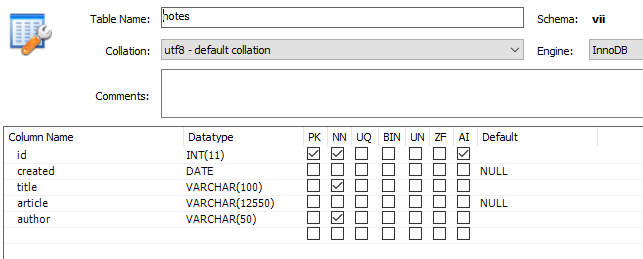 Table Name: notes Schema: vii
Collation: utf8 - default collation Engine: InnoDB
Comments:
Column Name Datatype PK NN UQ BIN UN ZF AI Default
id INT(11)
created DATE NULL
title VARCHAR(100)
article VARCHAR(12550) NULL
author VARCHAR(50)